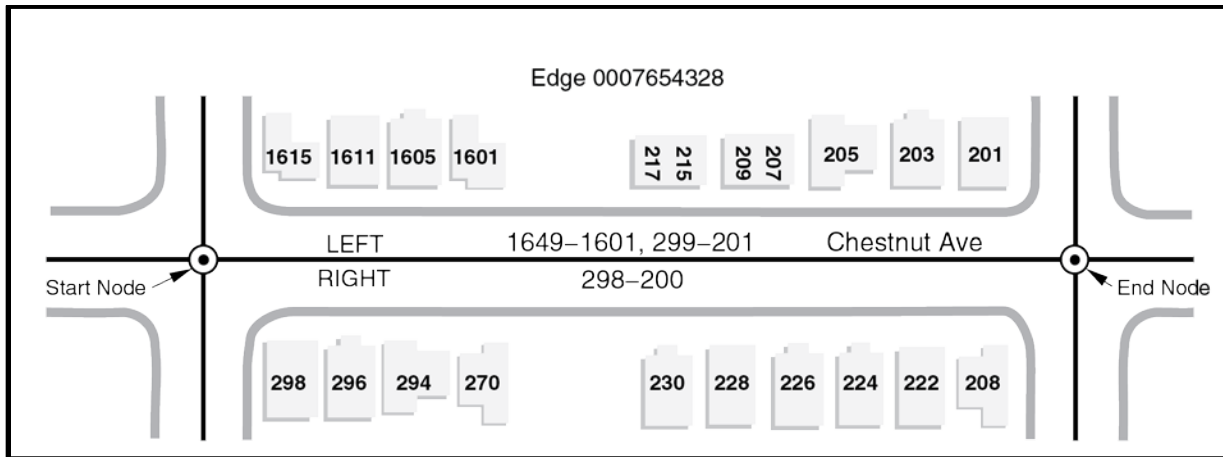 Edge 0007654328
1615 1611 1605 1601 217 215 209 207 205 203 201
LEFT 1649–1601, 299–201 Chestnut Ave
RIGHT 298–200
Start Node End Node
298 296 294 270 230 228 226 224 222 208